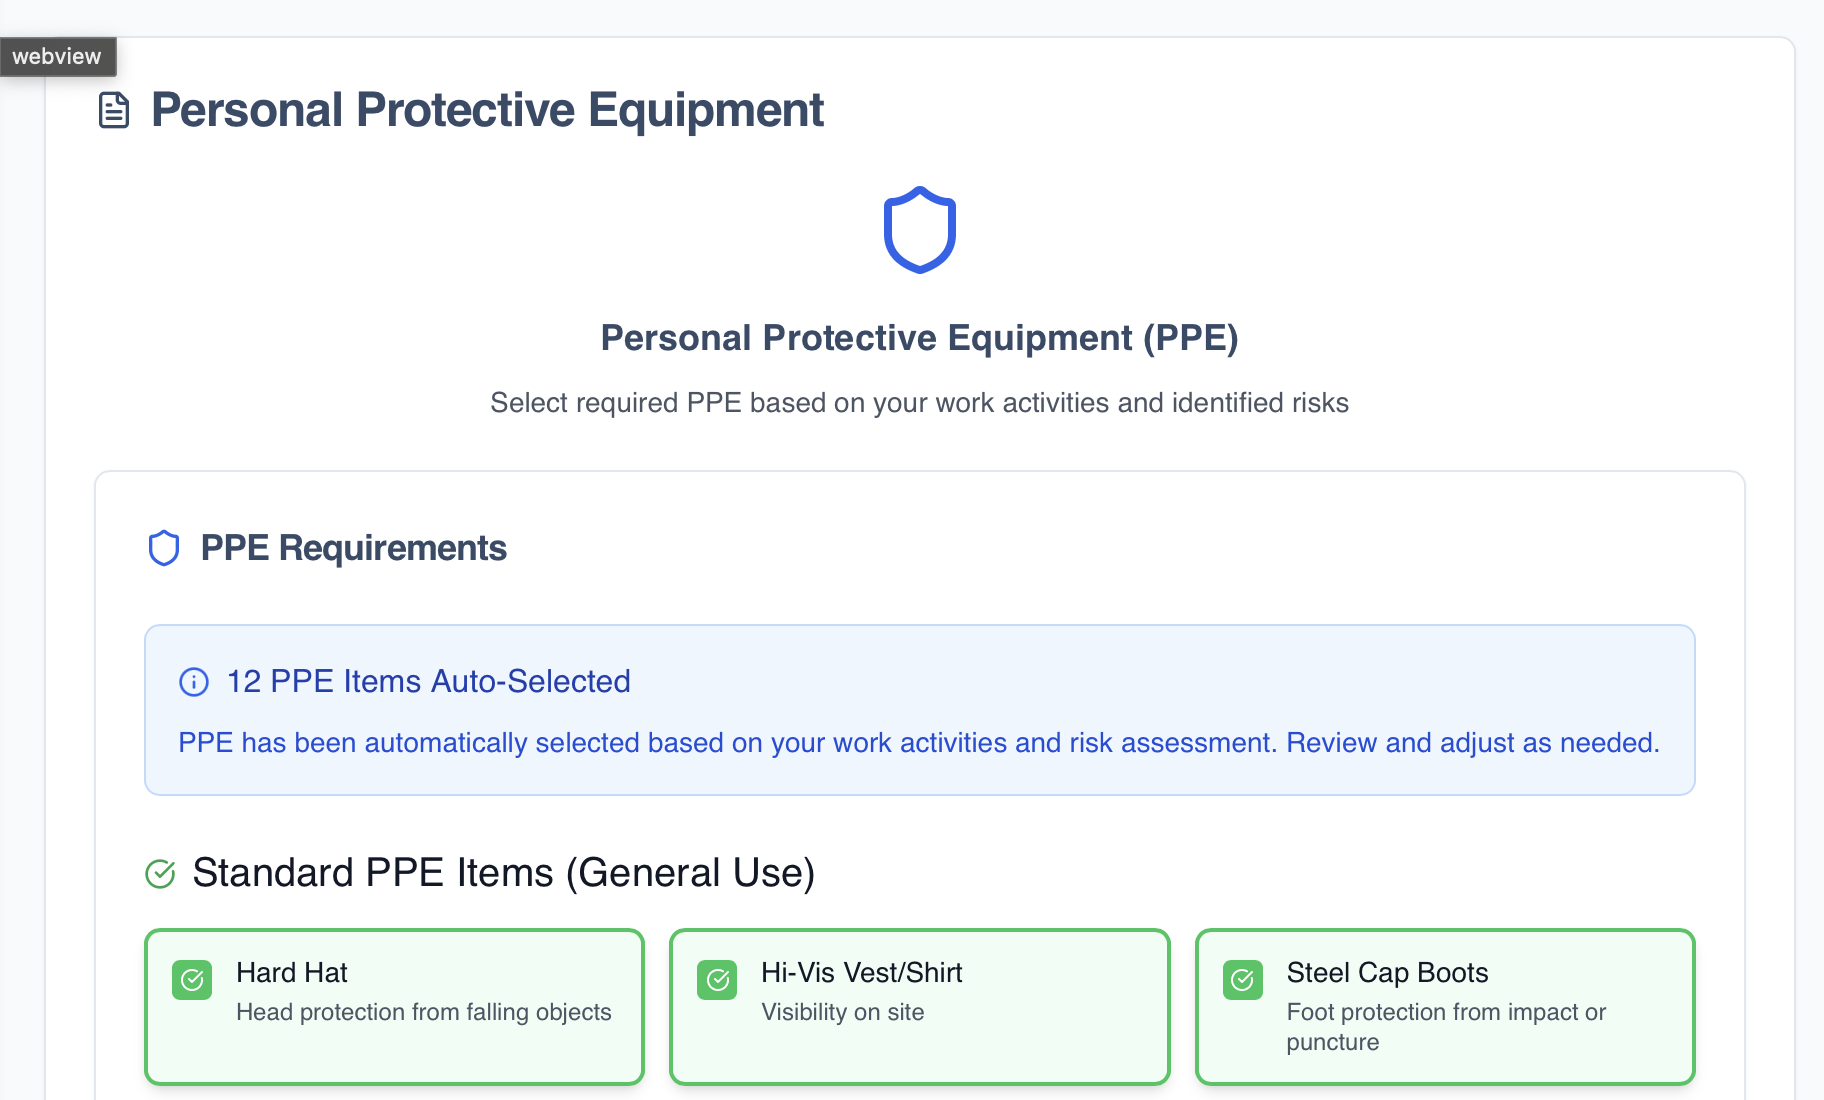 webview
Personal Protective Equipment
Personal Protective Equipment (PPE)
Select required PPE based on your work activities and identified risks
PPE Requirements
12 PPE Items Auto-Selected
PPE has been automatically selected based on your work activities and risk assessment. Review and adjust as needed.
Standard PPE Items (General Use)
Hard Hat
Head protection from falling objects
Hi-Vis Vest/Shirt
Visibility on site
Steel Cap Boots
Foot protection from impact or
puncture